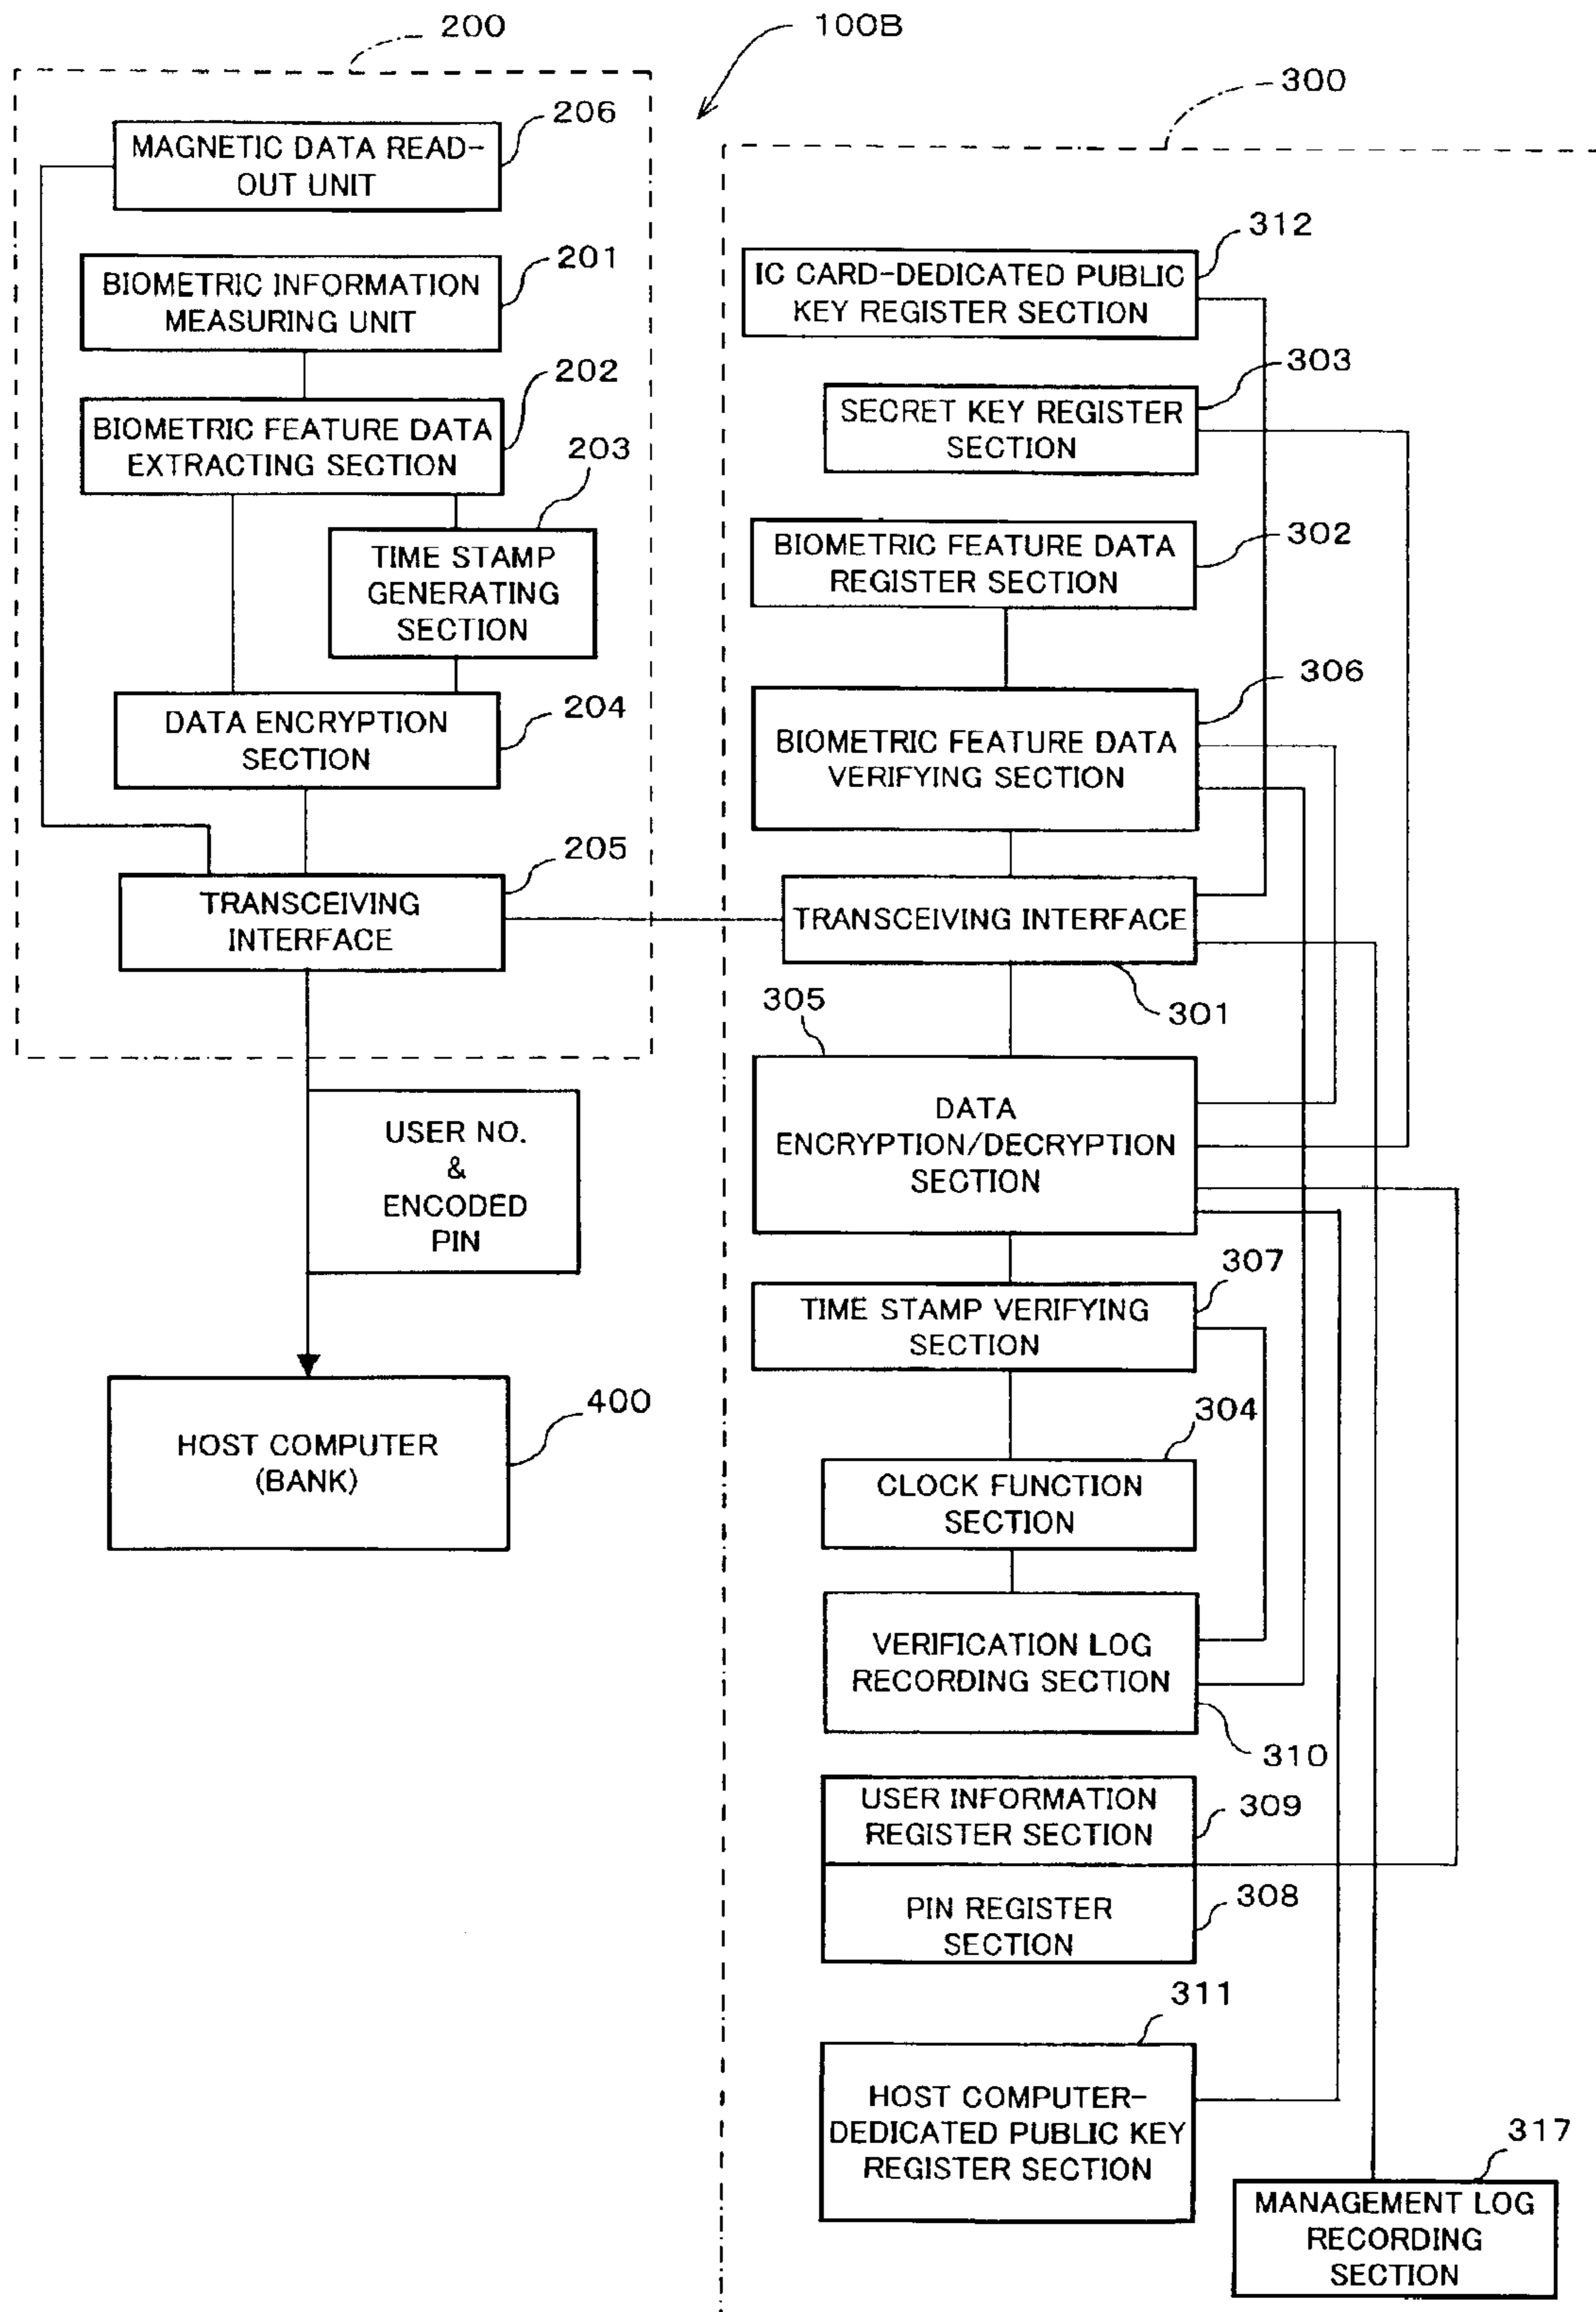 200
100B
300
206
MAGNETIC DATA READ-
OUT UNIT
201
BIOMETRIC INFORMATION
MEASURING UNIT
202
BIOMETRIC FEATURE DATA
EXTRACTING SECTION
203
TIME STAMP
GENERATING
SECTION
DATA ENCRYPTION
SECTION
204
205
TRANSCEIVING
INTERFACE
USER NO.
&
ENCODED
PIN
400
HOST COMPUTER
(BANK)
312
IC CARD-DEDICATED PUBLIC
KEY REGISTER SECTION
303
SECRET KEY REGISTER
SECTION
302
BIOMETRIC FEATURE DATA
REGISTER SECTION
306
BIOMETRIC FEATURE DATA
VERIFYING SECTION
TRANSCEIVING INTERFACE
301
305
DATA
ENCRYPTION/DECRYPTION
SECTION
307
TIME STAMP VERIFYING
SECTION
304
CLOCK FUNCTION
SECTION
VERIFICATION LOG
RECORDING SECTION
310
USER INFORMATION
REGISTER SECTION
309
PIN REGISTER
SECTION
308
311
HOST COMPUTER-
DEDICATED PUBLIC KEY
REGISTER SECTION
317
MANAGEMENT LOG
RECORDING
SECTION